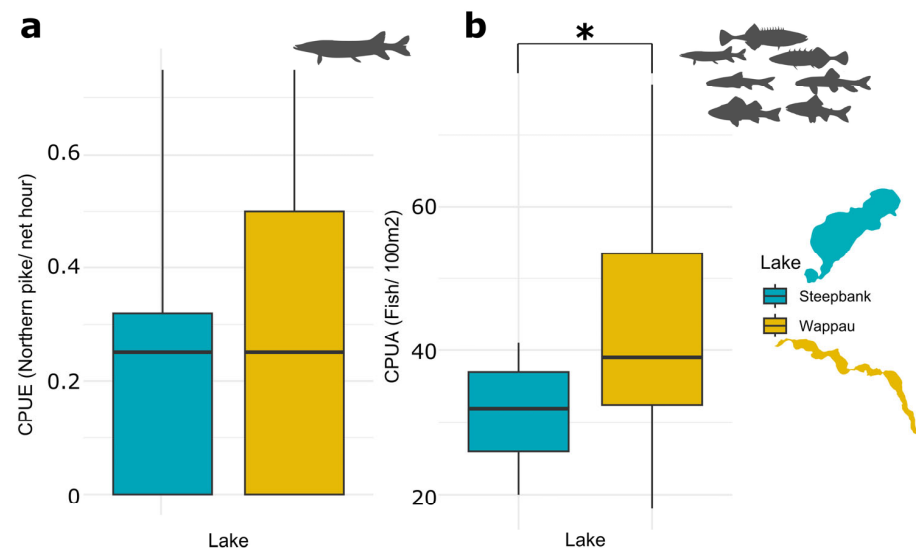 a
CPUE (Northern pike/ net hour)
0.6
0.4
0.2
0
Lake
b
*
CPUA (Fish/ 100m2)
60
40
20
Lake
Lake
Steepbank
Wappau